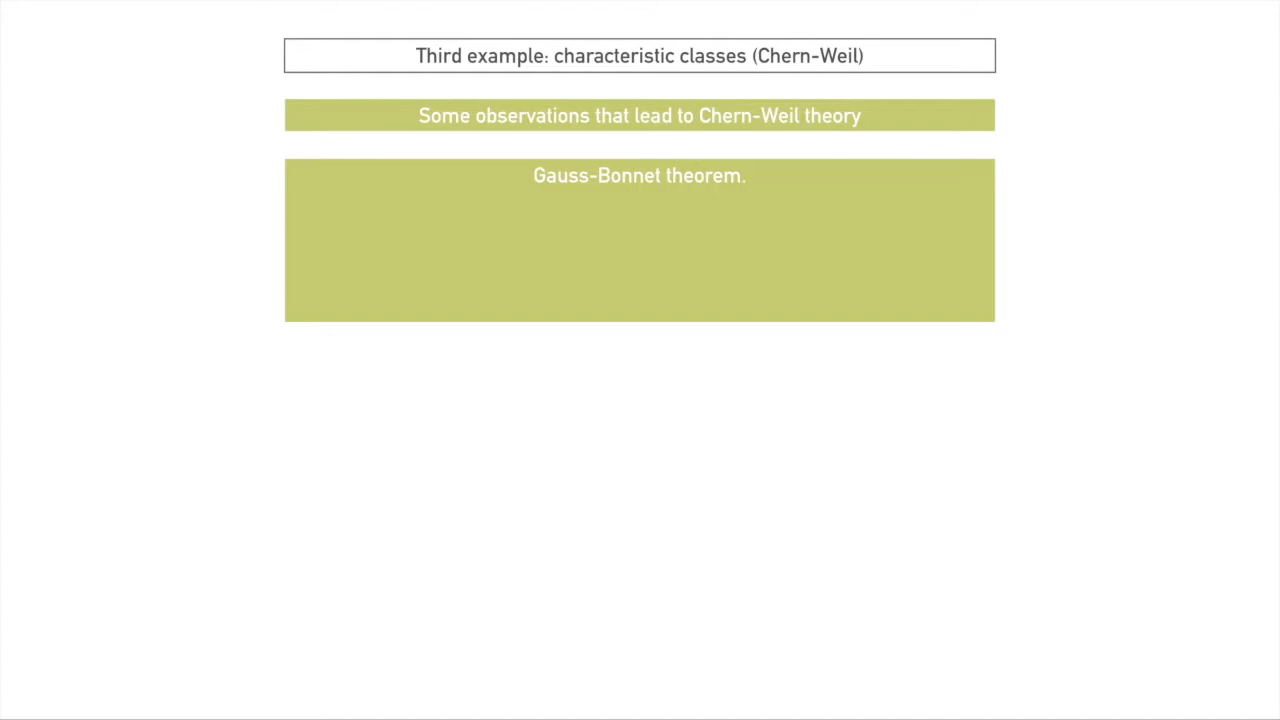 Third example: characteristic classes (Chern-Weil)
Some observations that lead to Chern-Weil theory
Gauss-Bonnet theorem.